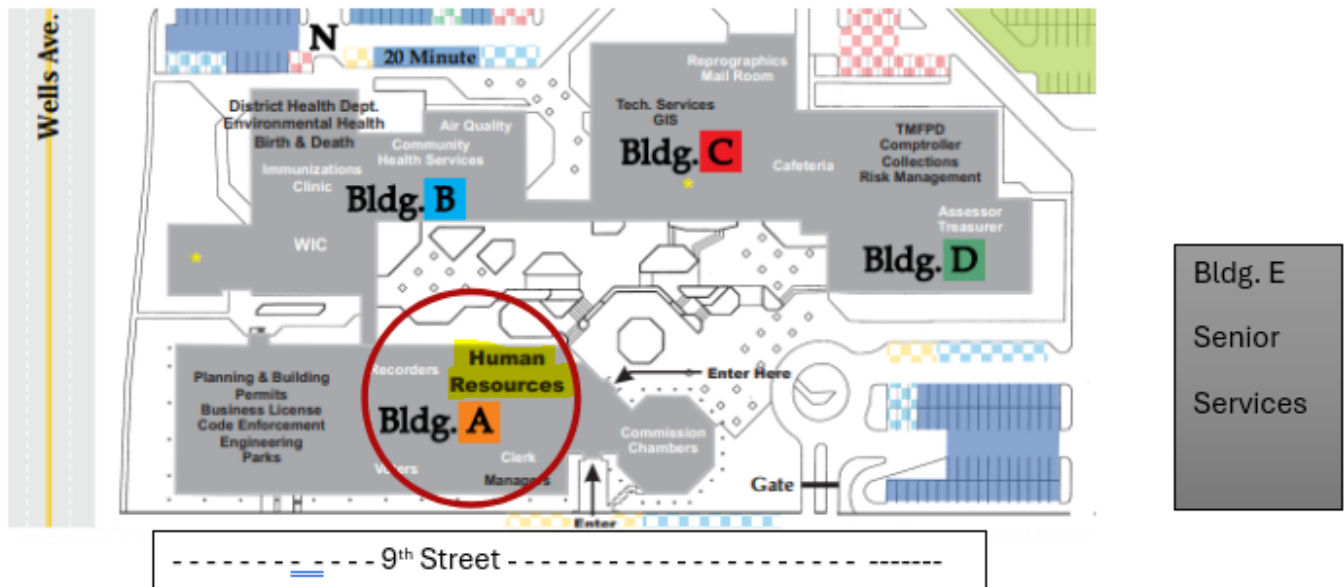 Wells Ave.
N
20 Minute
District Health Dept.
Environmental Health
Birth & Death
Immunizations
Clinic
Air Quality
Community
Health Services
Bldg. B
WIC
Reprographics
Mail Room
Tech. Services
GIS
Bldg. C
Cafeteria
TMFPD
Comptroller
Collections
Risk Management
Assessor
Treasurer
Bldg. D
Bldg. E
Senior
Services
Planning & Building
Permits
Business License
Code Enforcement
Engineering
Parks
Recorders
Human
Resources
Bldg. A
Voters
Clerk
Managers
Enter Here
Commission
Chambers
Enter
Gate
9th Street